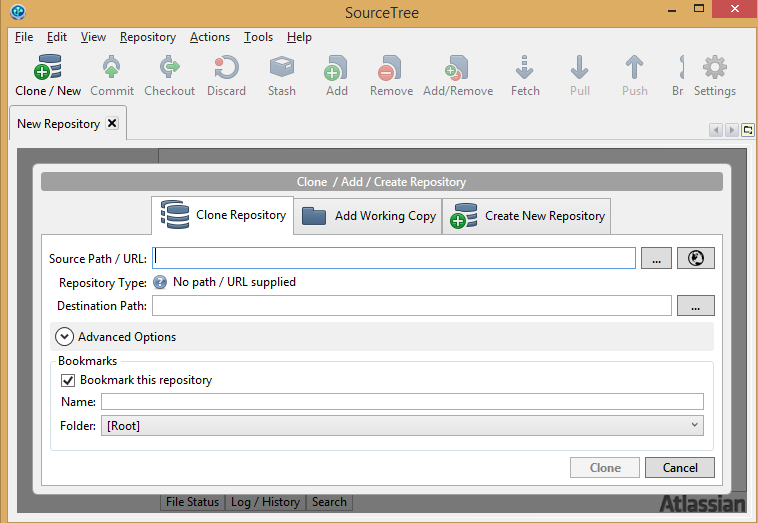 SourceTree
File Edit View Repository Actions Tools Help
Clone / New Commit Checkout Discard Stash Add Remove Add/Remove Fetch Pull Push Br Settings
New Repository
Clone / Add / Create Repository
Clone Repository Add Working Copy Create New Repository
Source Path / URL: ...
Repository Type: ? No path / URL supplied
Destination Path: ...
Advanced Options
Bookmarks
Bookmark this repository
Name:
Folder: [Root]
Clone Cancel
File Status Log / History Search Atlassian